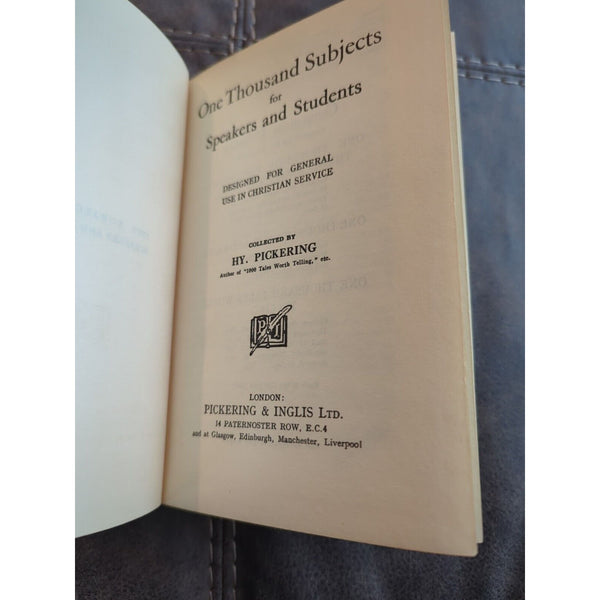 One Thousand Subjects
for
Speakers and Students
DESIGNED FOR GENERAL
USE IN CHRISTIAN SERVICE
COLLECTED BY
HY. PICKERING
Author of "1000 Tales Worth Telling," etc.
P I
LONDON:
PICKERING & INGLIS LTD.
14 PATERNOSTER ROW, E.C.4
and at Glasgow, Edinburgh, Manchester, Liverpool